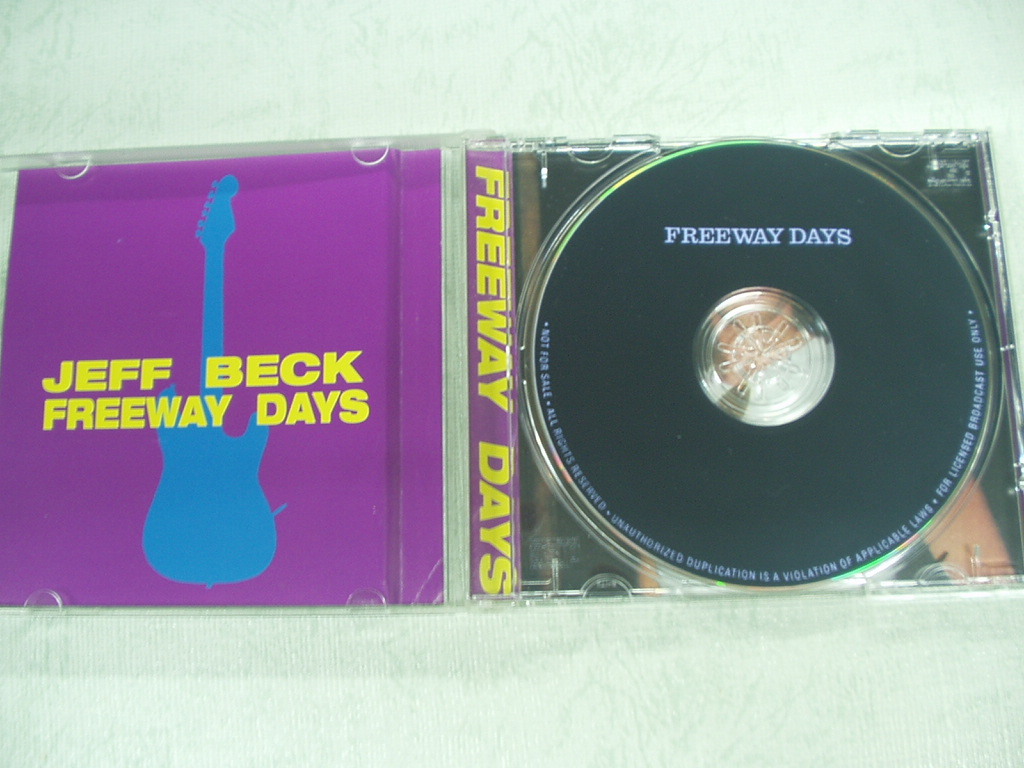 JEFF BECK
FREEWAY DAYS
FREEWAY DAYS
FREEWAY DAYS
• NOT FOR SALE • ALL RIGHTS RESERVED • UNAUTHORIZED DUPLICATION IS A VIOLATION OF APPLICABLE LAWS • FOR LICENSED BROADCAST USE ONLY •